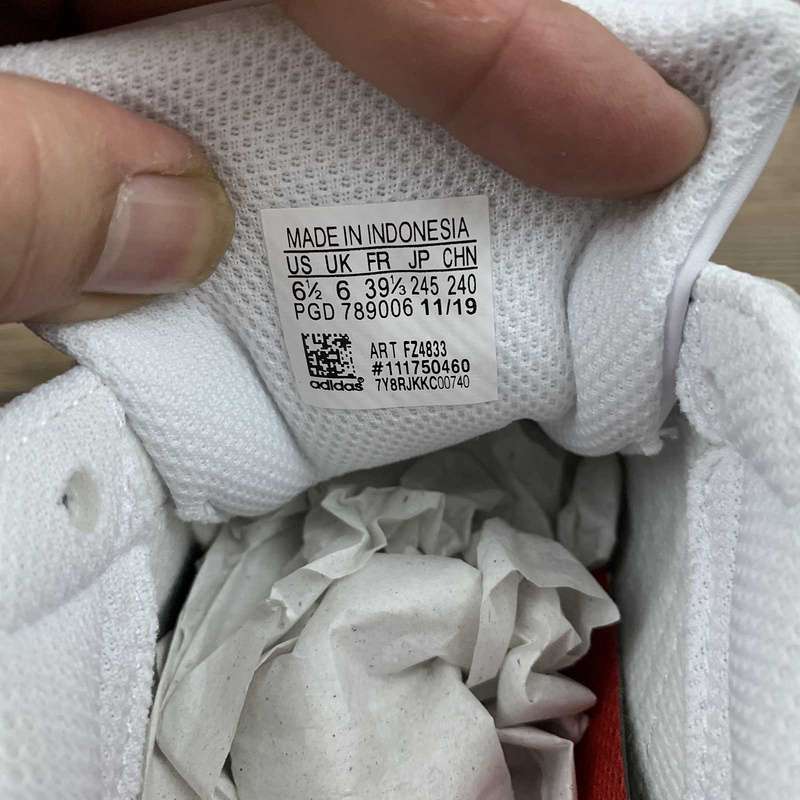 MADE IN INDONESIA
US UK FR JP CHN
6½ 6 39⅓ 245 240
PGD 789006 11/19
ART FZ4833
#111750460
adidas® 7Y8RJKKC00740